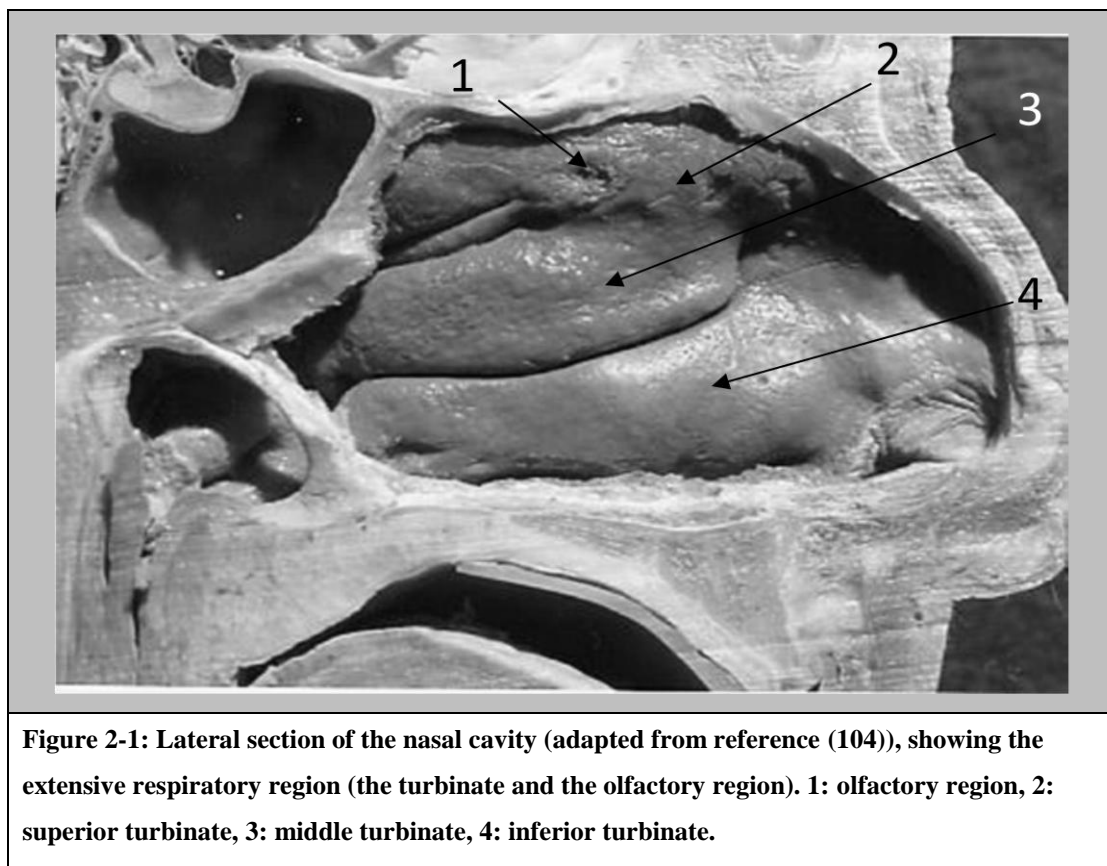 1
2
3
4
Figure 2-1: Lateral section of the nasal cavity (adapted from reference (104)), showing the
extensive respiratory region (the turbinate and the olfactory region). 1: olfactory region, 2:
superior turbinate, 3: middle turbinate, 4: inferior turbinate.